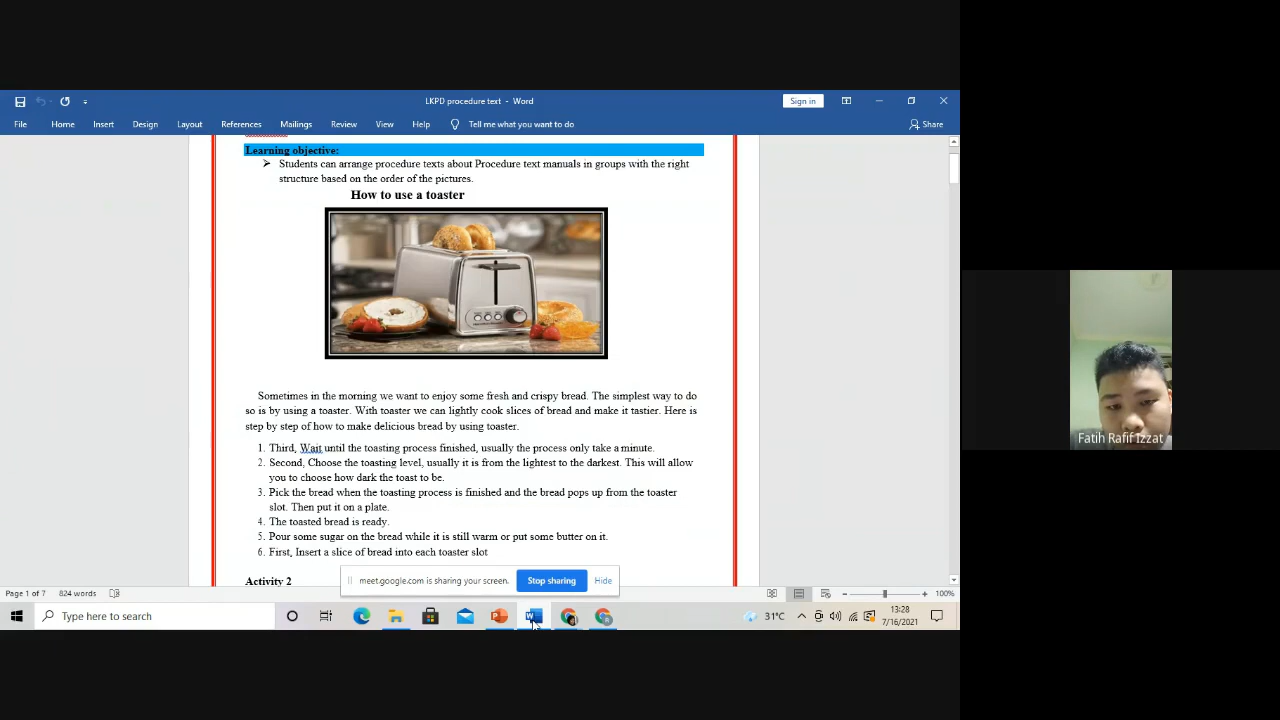 LKPD procedure text - Word
Sign in
File Home Insert Design Layout References Mailings Review View Help Tell me what you want to do Share
Learning objective:
Students can arrange procedure texts about Procedure text manuals in groups with the right
structure based on the order of the pictures.
How to use a toaster
Sometimes in the morning we want to enjoy some fresh and crispy bread. The simplest way to do
so is by using a toaster. With toaster we can lightly cook slices of bread and make it tastier. Here is
step by step of how to make delicious bread by using toaster.
1. Third, Wait until the toasting process finished, usually the process only take a minute.
2. Second, Choose the toasting level, usually it is from the lightest to the darkest. This will allow
you to choose how dark the toast to be.
3. Pick the bread when the toasting process is finished and the bread pops up from the toaster
slot. Then put it on a plate.
4. The toasted bread is ready.
5. Pour some sugar on the bread while it is still warm or put some butter on it.
6. First, Insert a slice of bread into each toaster slot
Activity 2
meet.google.com is sharing your screen.
Stop sharing
Hide
Page 1 of 7 824 words
100%
Type here to search
31°C
13:28
7/16/2021
Fatih Rafif Izzat